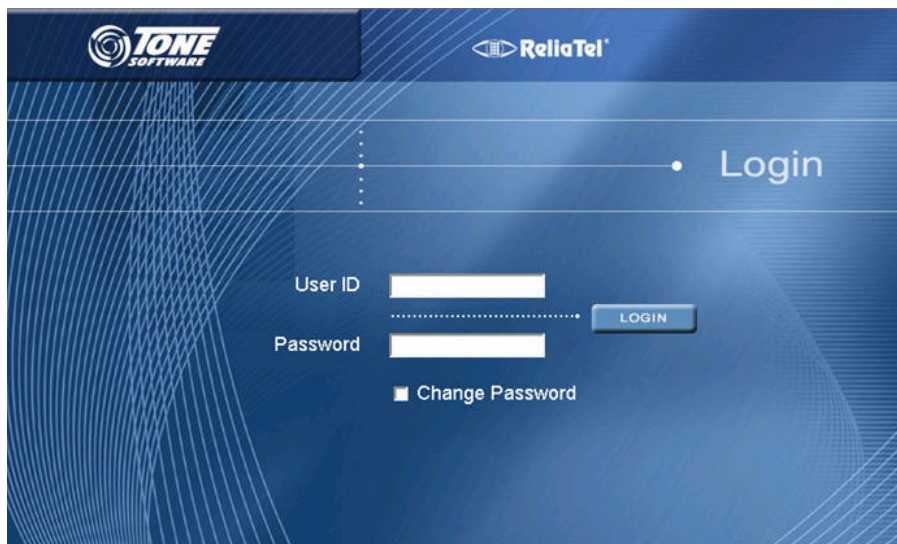 TONE
SOFTWARE
ReliaTel
Login
User ID
LOGIN
Password
Change Password